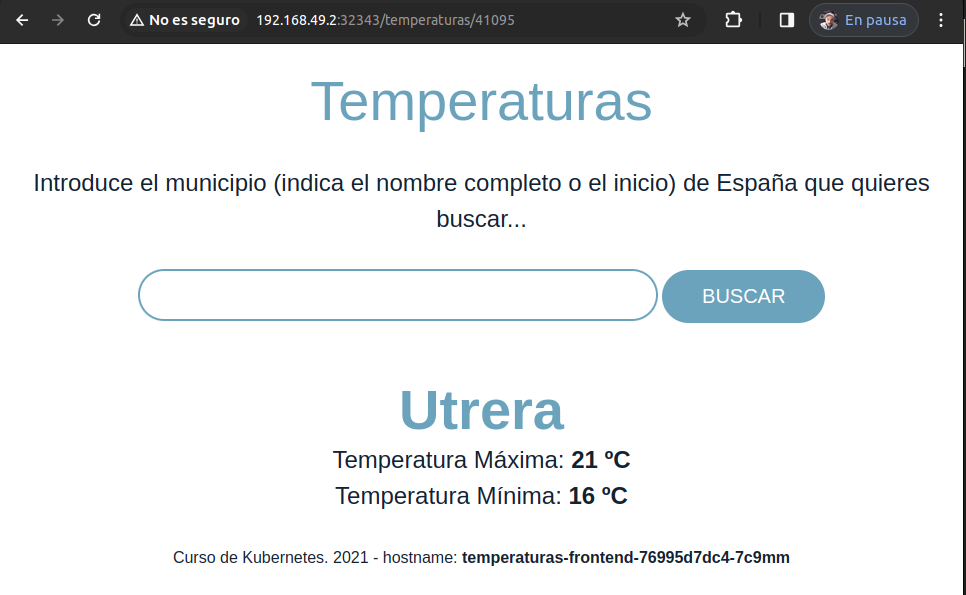 No es seguro 192.168.49.2:32343/temperaturas/41095 En pausa
Temperaturas
Introduce el municipio (indica el nombre completo o el inicio) de España que quieres
buscar...
BUSCAR
Utrera
Temperatura Máxima: 21 ºC
Temperatura Mínima: 16 ºC
Curso de Kubernetes. 2021 - hostname: temperaturas-frontend-76995d7dc4-7c9mm